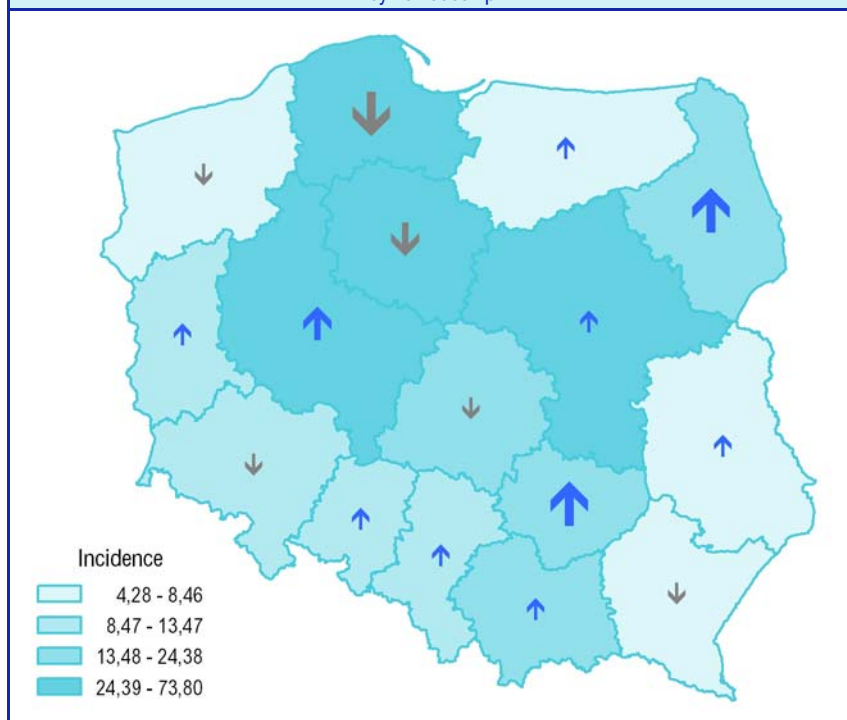 Incidence
4,28 - 8,46
8,47 - 13,47
13,48 - 24,38
24,39 - 73,80